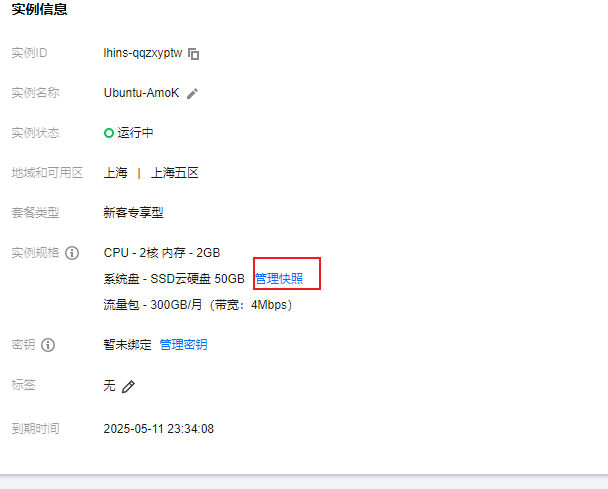 实例信息
实例ID lhins-qqzxyptw
实例名称 Ubuntu-AmoK
实例状态 运行中
地域和可用区 上海 | 上海五区
套餐类型 新客专享型
实例规格 CPU - 2核 内存 - 2GB
系统盘 - SSD云硬盘 50GB 管理快照
流量包 - 300GB/月（带宽：4Mbps）
密钥 暂未绑定 管理密钥
标签 无
到期时间 2025-05-11 23:34:08